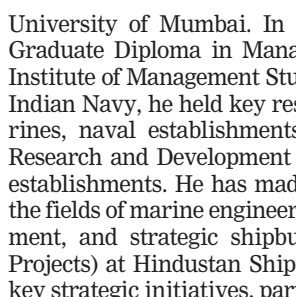 University of Mumbai. In
Graduate Diploma in Mana
Institute of Management Stu
Indian Navy, he held key res
rines, naval establishments
Research and Development
establishments. He has mad
the fields of marine engineer
ment, and strategic shipbu
Projects) at Hindustan Ship
key strategic initiatives, par